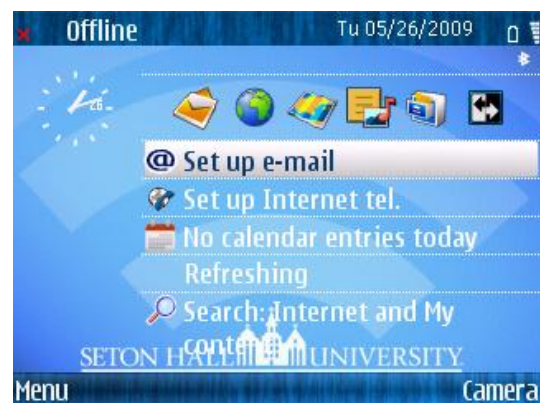 Offline
Tu 05/26/2009
26
@ Set up e-mail
Set up Internet tel.
No calendar entries today
Refreshing
Search: Internet and My
content
SETON HALL UNIVERSITY
Menu
Camera